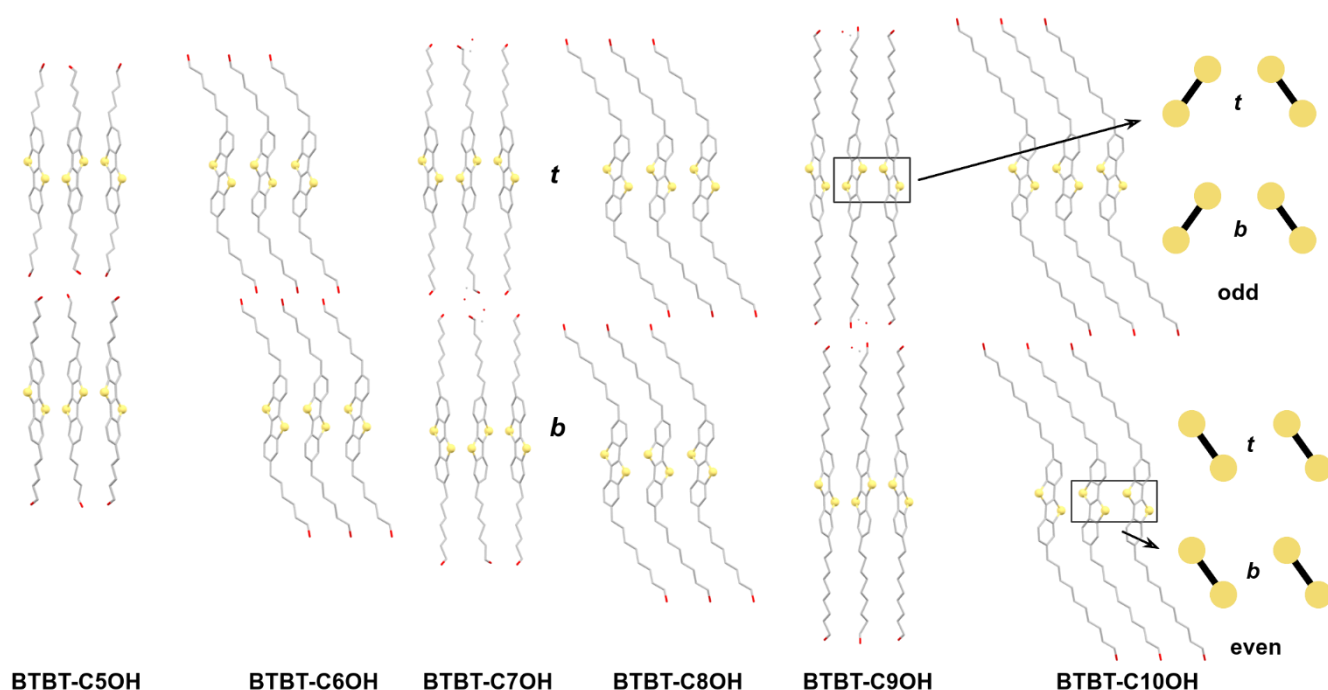 t
t
b
odd
b
t
b
even
BTBT-C5OH
BTBT-C6OH
BTBT-C7OH
BTBT-C8OH
BTBT-C9OH
BTBT-C10OH